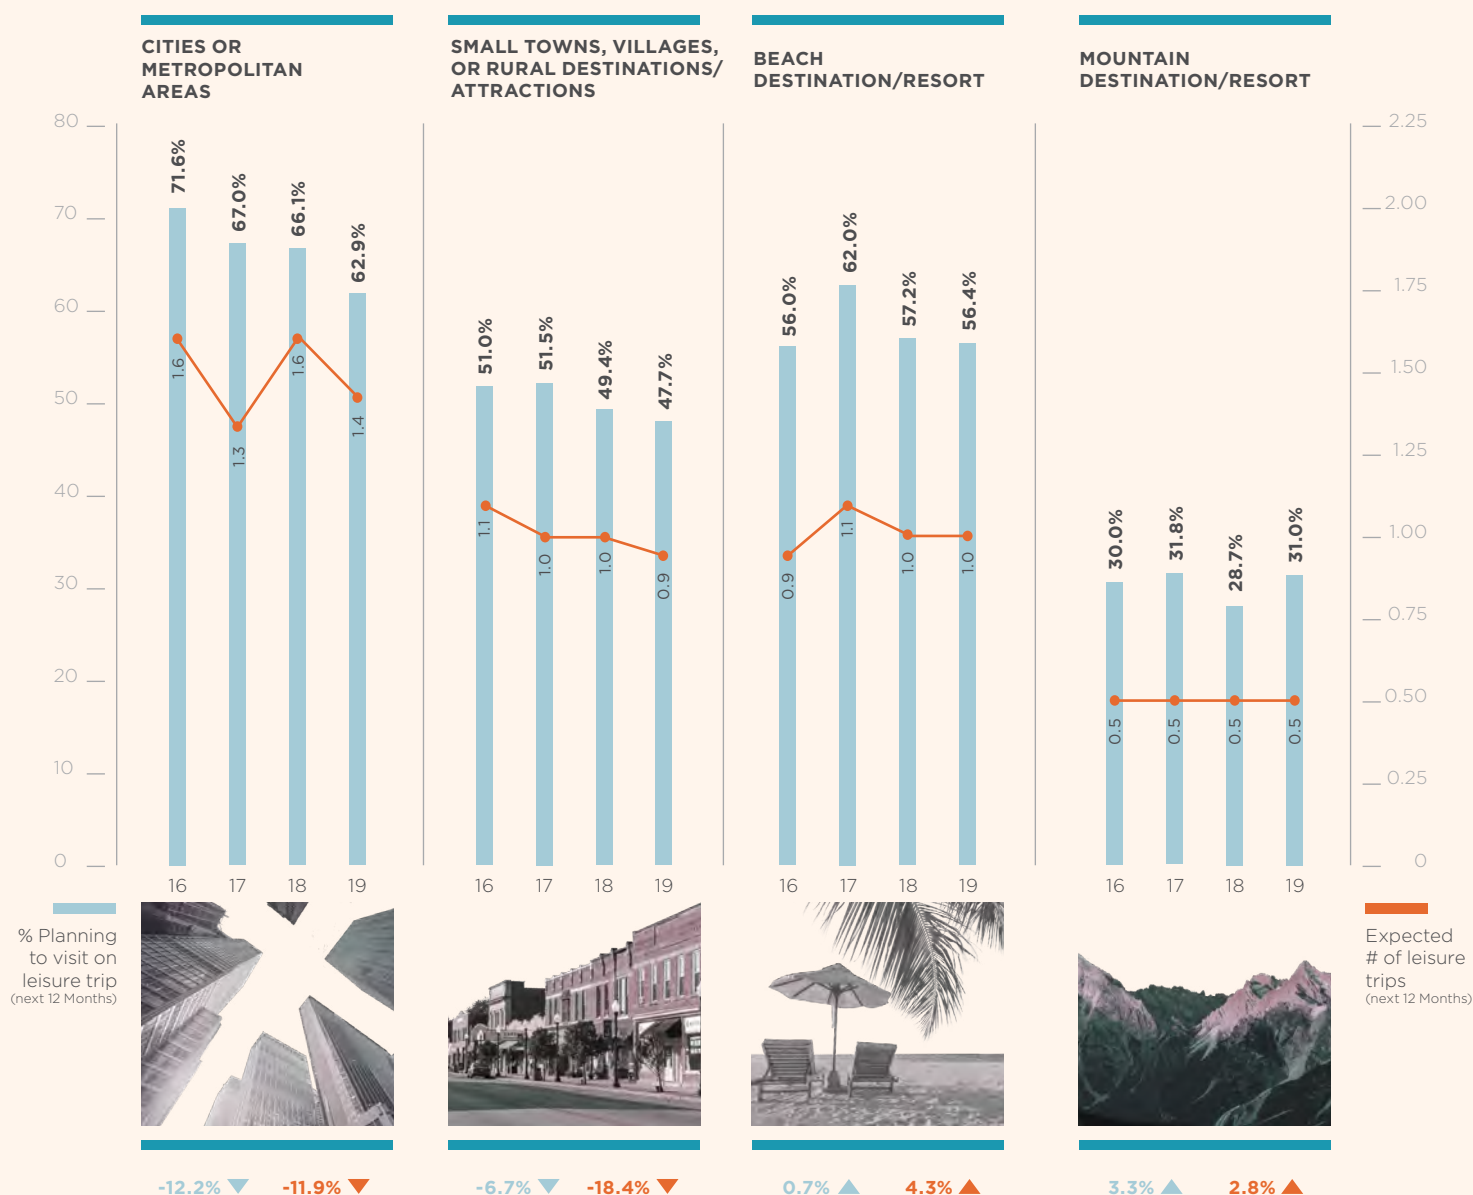 CITIES OR
METROPOLITAN
AREAS
SMALL TOWNS, VILLAGES,
OR RURAL DESTINATIONS/
ATTRACTIONS
BEACH
DESTINATION/RESORT
MOUNTAIN
DESTINATION/RESORT
80
70
60
50
40
30
20
10
0
71.6%
67.0%
66.1%
62.9%
1.6
1.3
1.6
1.4
16 17 18 19
51.0%
51.5%
49.4%
47.7%
1.1
1.0
1.0
0.9
16 17 18 19
56.0%
62.0%
57.2%
56.4%
0.9
1.1
1.0
1.0
16 17 18 19
30.0%
31.8%
28.7%
31.0%
0.5
0.5
0.5
0.5
16 17 18 19
2.25
2.00
1.75
1.50
1.25
1.00
0.75
0.50
0.25
0
% Planning
to visit on
leisure trip
(next 12 Months)
Expected
# of leisure
trips
(next 12 Months)
-12.2% -11.9%
-6.7% -18.4%
0.7% 4.3%
3.3% 2.8%